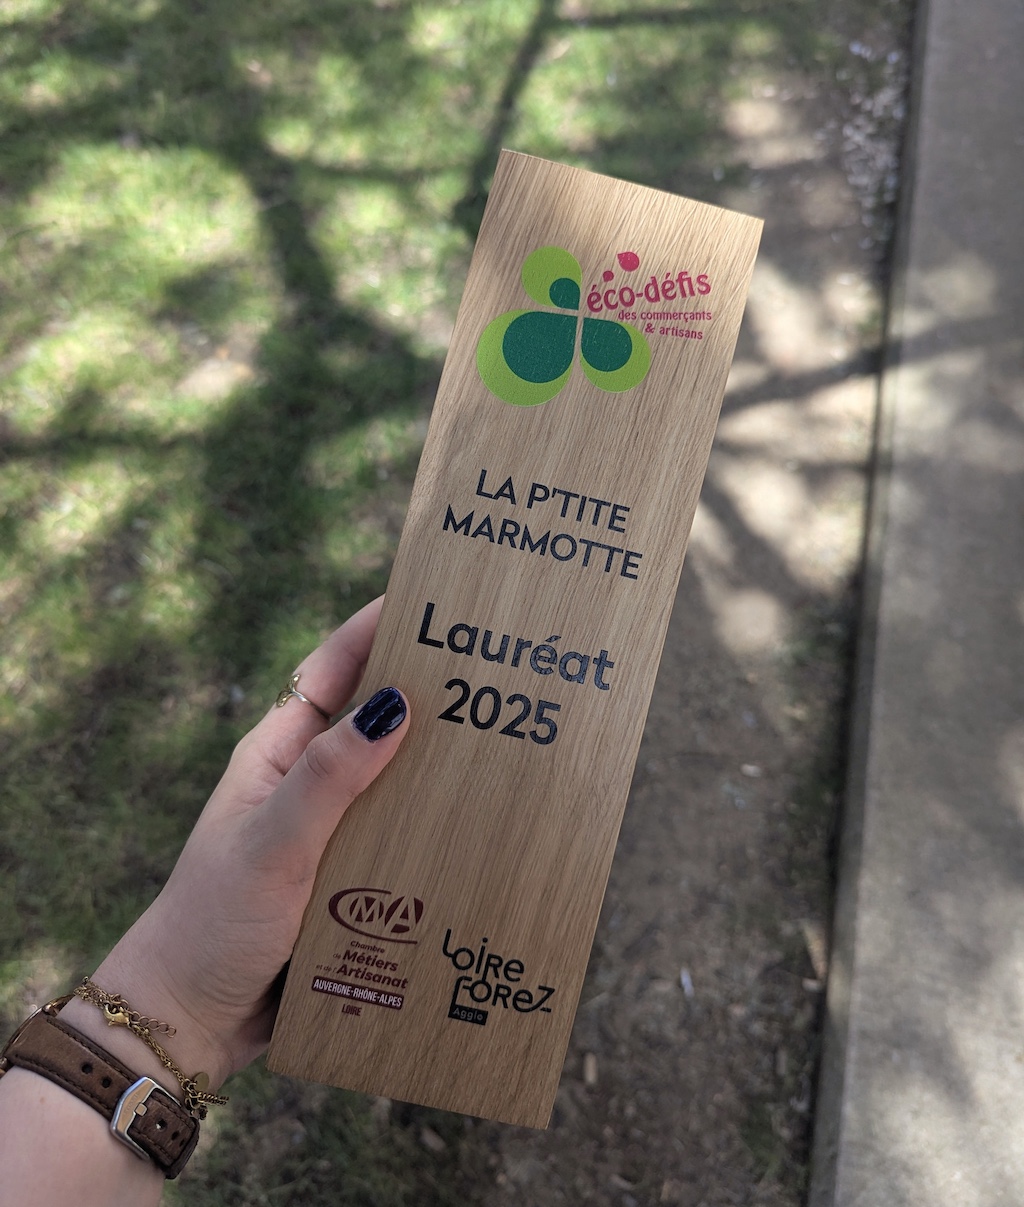 éco-défis
des commerçants
& artisans
LA P'TITE
MARMOTTE
Lauréat
2025
CMA
Chambre
de Métiers
et de l'Artisanat
AUVERGNE-RHÔNE-ALPES
LOIRE
Loire
Forez
Agglo